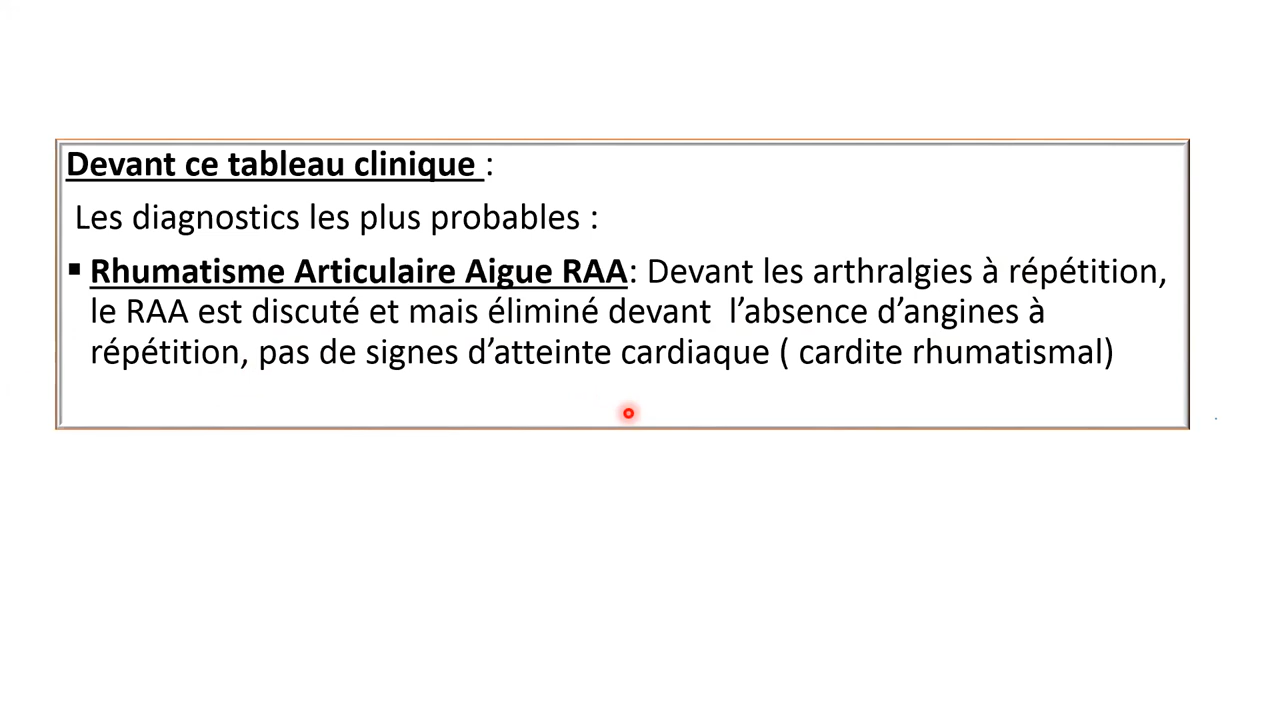 Devant ce tableau clinique :
Les diagnostics les plus probables :
▪ Rhumatisme Articulaire Aigue RAA: Devant les arthralgies à répétition,
le RAA est discuté et mais éliminé devant l’absence d’angines à
répétition, pas de signes d’atteinte cardiaque ( cardite rhumatismal)